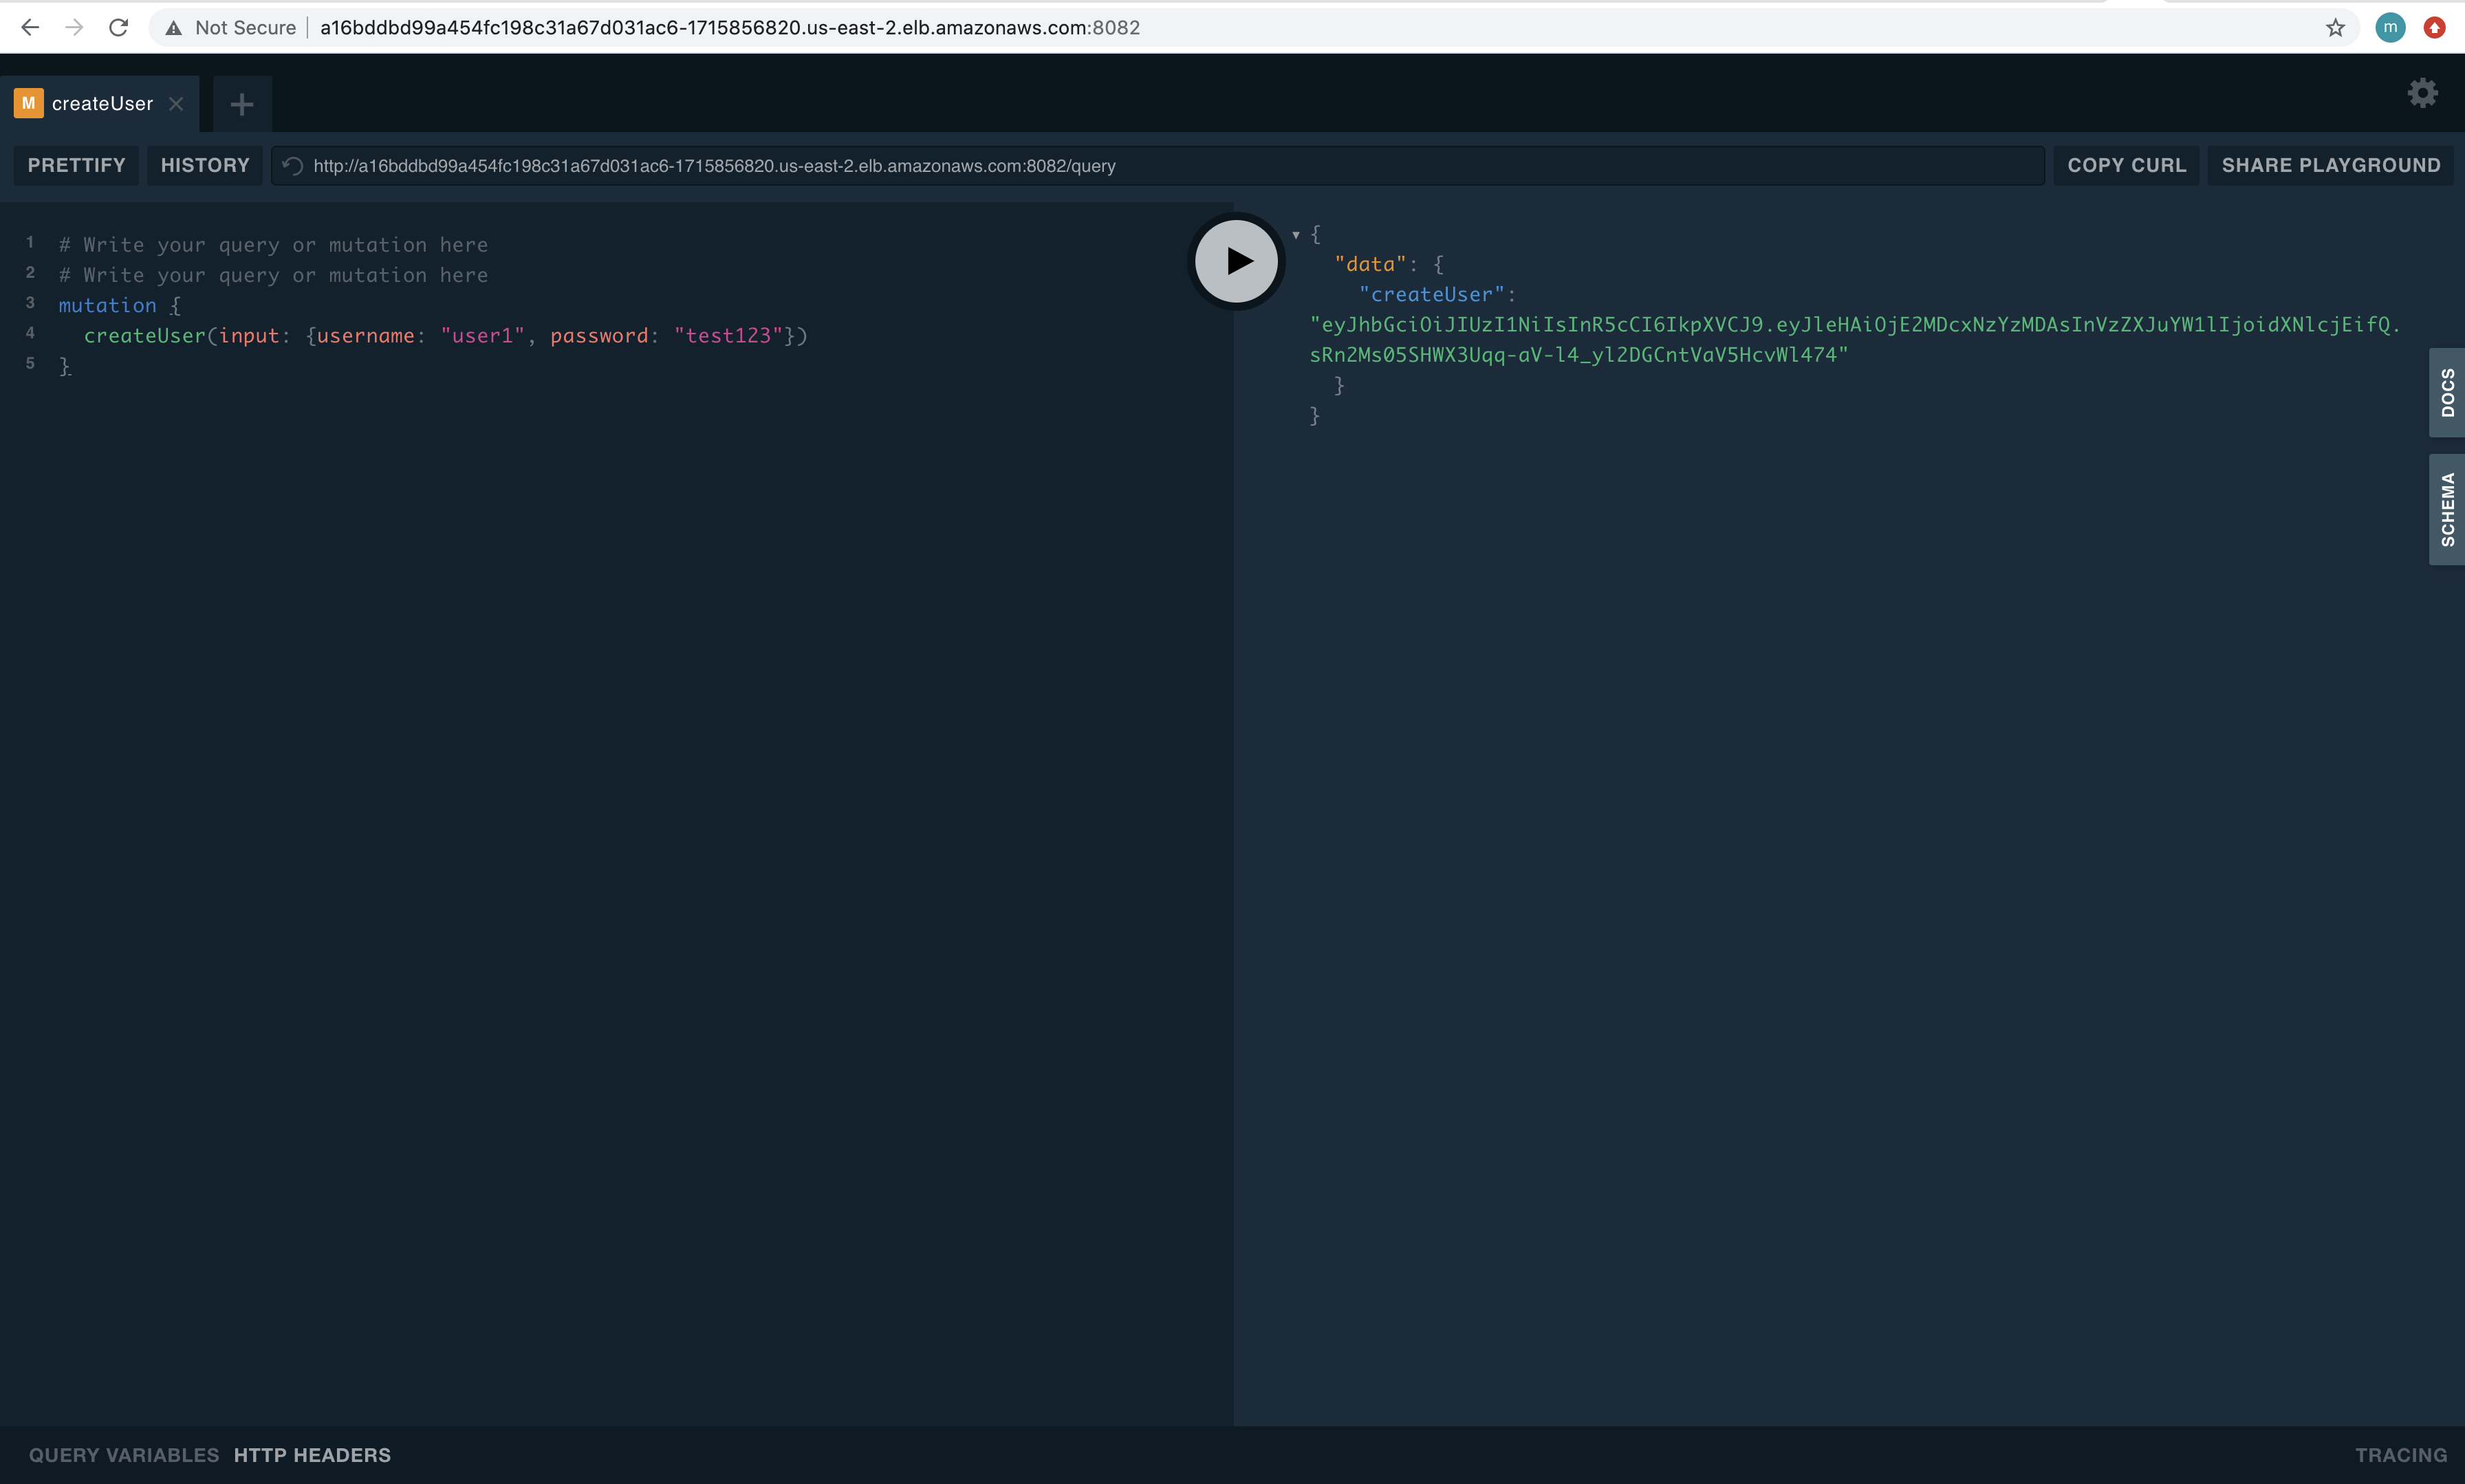 Not Secure a16bddbd99a454fc198c31a67d031ac6-1715856820.us-east-2.elb.amazonaws.com:8082
m
M createUser
PRETTIFY HISTORY http://a16bddbd99a454fc198c31a67d031ac6-1715856820.us-east-2.elb.amazonaws.com:8082/query COPY CURL SHARE PLAYGROUND
1 # Write your query or mutation here
2 # Write your query or mutation here
3 mutation {
4 createUser(input: {username: "user1", password: "test123"})
5 }
{
"data": {
"createUser":
"eyJhbGciOiJIUzI1NiIsInR5cCI6IkpXVCJ9.eyJleHAiOjE2MDcxNzYzMDAsInVzZXJuYW1lIjoidXNlcjEifQ.
sRn2Ms05SHWX3Uqq-aV-l4_yl2DGCntVaV5HcvWl474"
}
}
DOCS
SCHEMA
QUERY VARIABLES HTTP HEADERS TRACING